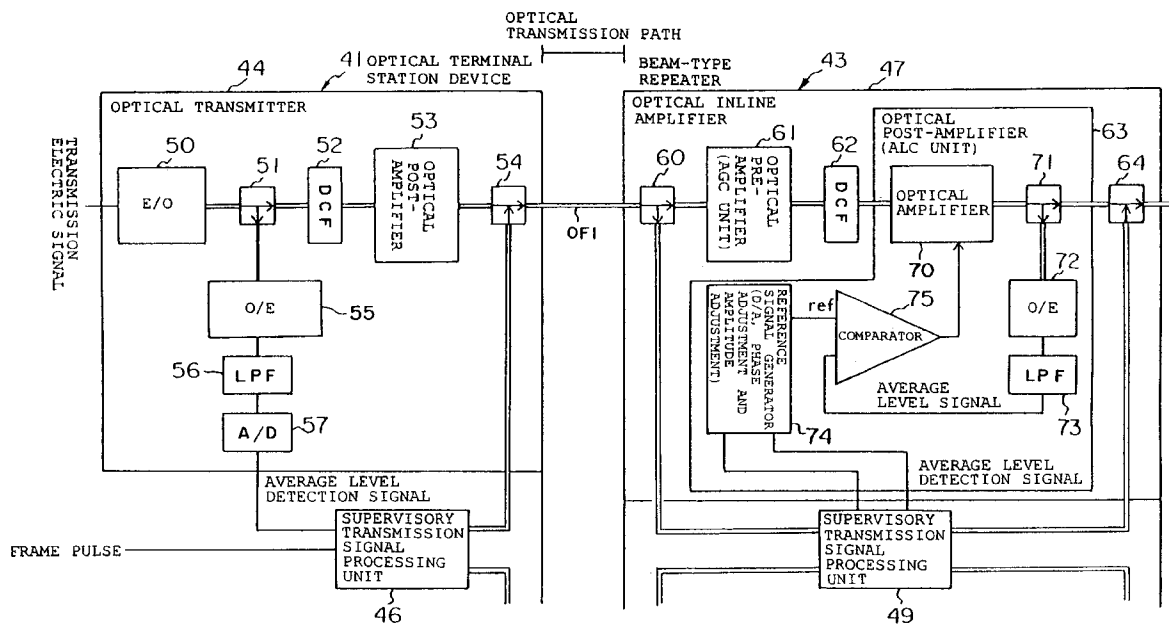 OPTICAL
TRANSMISSION
PATH
44
41
OPTICAL TERMINAL
STATION DEVICE
BEAM-TYPE
REPEATER
43
47
OPTICAL TRANSMITTER
TRANSMISSION
ELECTRIC SIGNAL
50
E/O
51
52
DCF
53
OPTICAL
POST-
AMPLIFIER
54
OF1
55
O/E
56
LPF
57
A/D
AVERAGE LEVEL
DETECTION SIGNAL
FRAME PULSE
SUPERVISORY
TRANSMISSION
SIGNAL
PROCESSING
UNIT
46
OPTICAL INLINE
AMPLIFIER
60
61
OPTICAL
PRE-
AMPLIFIER
(AGC UNIT)
62
DCF
OPTICAL
POST-AMPLIFIER
(ALC UNIT)
63
OPTICAL
AMPLIFIER
70
71
64
72
O/E
LPF
73
REFERENCE
SIGNAL GENERATOR
(D/A, PHASE
ADJUSTMENT AND
AMPLITUDE
ADJUSTMENT)
74
ref
75
COMPARATOR
AVERAGE
LEVEL SIGNAL
AVERAGE LEVEL
DETECTION SIGNAL
SUPERVISORY
TRANSMISSION
SIGNAL
PROCESSING
UNIT
49